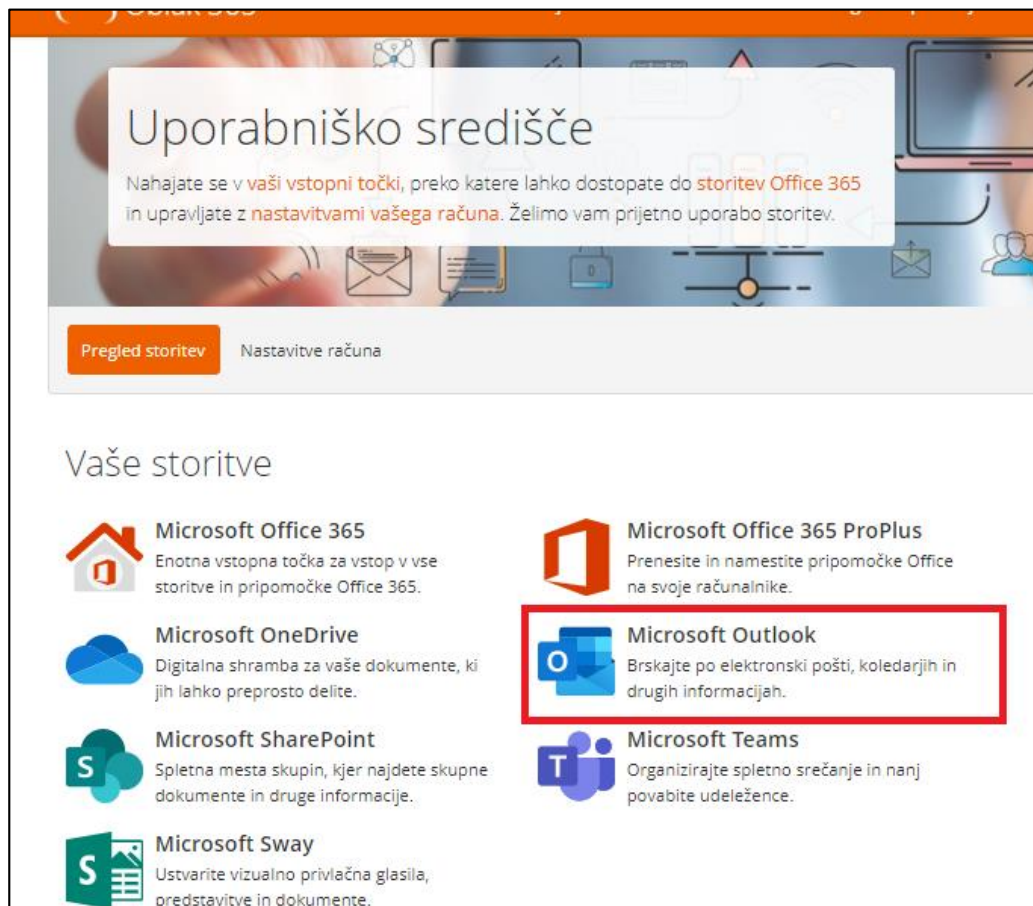 Oblak 365
Uporabniško središče
Nahajate se v vaši vstopni točki, preko katere lahko dostopate do storitev Office 365
in upravljate z nastavitvami vašega računa. Želimo vam prijetno uporabo storitev.
Pregled storitev
Nastavitve računa
Vaše storitve
Microsoft Office 365
Enotna vstopna točka za vstop v vse
storitve in pripomočke Office 365.
Microsoft Office 365 ProPlus
Prenesite in namestite pripomočke Office
na svoje računalnike.
Microsoft OneDrive
Digitalna shramba za vaše dokumente, ki
jih lahko preprosto delite.
Microsoft Outlook
Brskajte po elektronski pošti, koledarjih in
drugih informacijah.
Microsoft SharePoint
Spletna mesta skupin, kjer najdete skupne
dokumente in druge informacije.
Microsoft Teams
Organizirajte spletno srečanje in nanj
povabite udeležence.
Microsoft Sway
Ustvarite vizualno privlačna glasila,
predstavitve in dokumente.